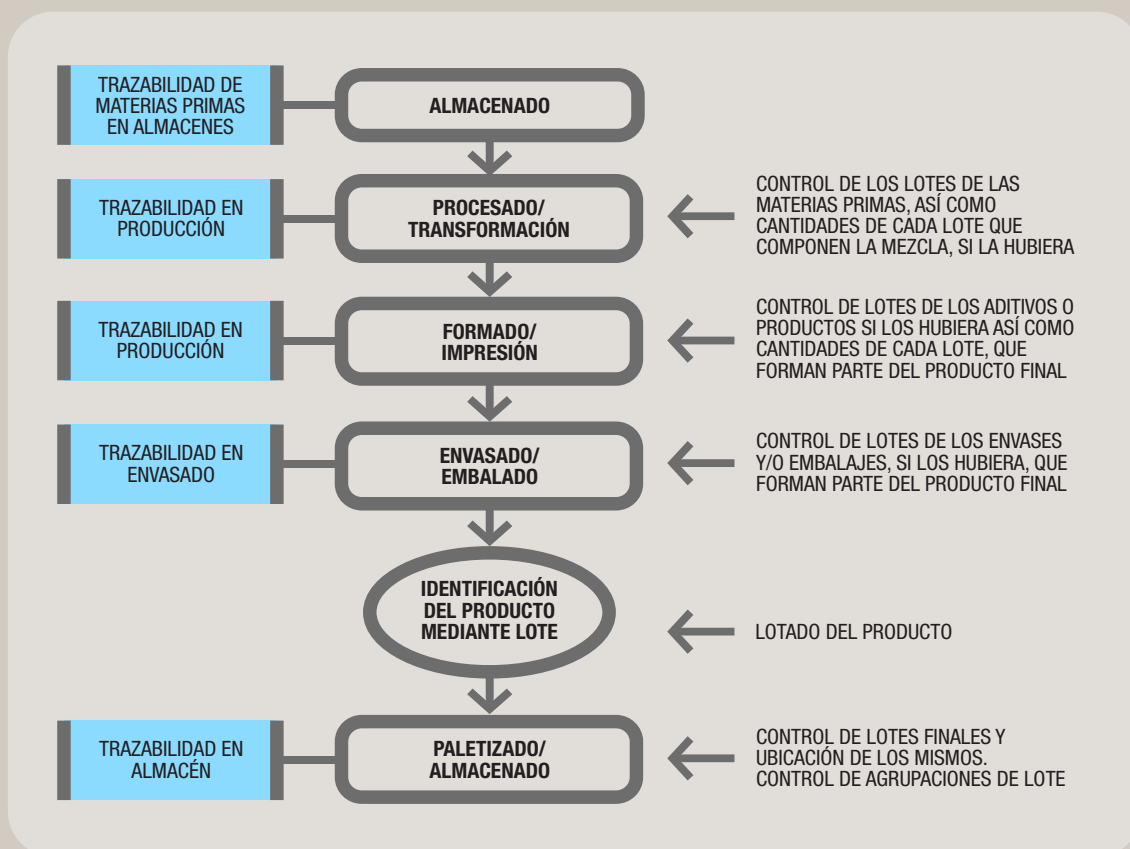 TRAZABILIDAD DE
MATERIAS PRIMAS
EN ALMACENES
ALMACENADO
TRAZABILIDAD EN
PRODUCCIÓN
PROCESADO/
TRANSFORMACIÓN
CONTROL DE LOS LOTES DE LAS
MATERIAS PRIMAS, ASÍ COMO
CANTIDADES DE CADA LOTE QUE
COMPONEN LA MEZCLA, SI LA HUBIERA
TRAZABILIDAD EN
PRODUCCIÓN
FORMADO/
IMPRESIÓN
CONTROL DE LOTES DE LOS ADITIVOS O
PRODUCTOS SI LOS HUBIERA ASÍ COMO
CANTIDADES DE CADA LOTE, QUE
FORMAN PARTE DEL PRODUCTO FINAL
TRAZABILIDAD EN
ENVASADO
ENVASADO/
EMBALADO
CONTROL DE LOTES DE LOS ENVASES
Y/O EMBALAJES, SI LOS HUBIERA, QUE
FORMAN PARTE DEL PRODUCTO FINAL
IDENTIFICACIÓN
DEL PRODUCTO
MEDIANTE LOTE
LOTADO DEL PRODUCTO
TRAZABILIDAD EN
ALMACÉN
PALETIZADO/
ALMACENADO
CONTROL DE LOTES FINALES Y
UBICACIÓN DE LOS MISMOS.
CONTROL DE AGRUPACIONES DE LOTE